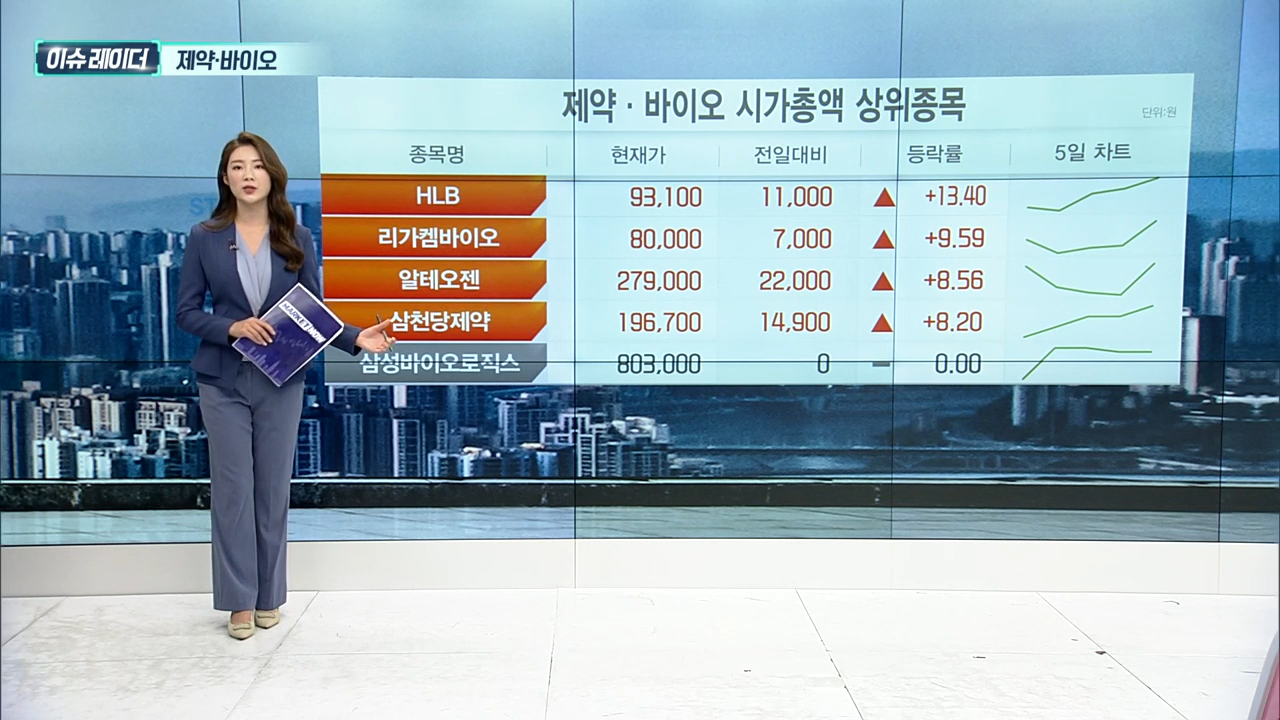 이슈레이더 제약·바이오
제약·바이오 시가총액 상위종목
단위:원
종목명 현재가 전일대비 등락률 5일 차트
HLB 93,100 11,000 ▲ +13.40
리가켐바이오 80,000 7,000 ▲ +9.59
알테오젠 279,000 22,000 ▲ +8.56
삼천당제약 196,700 14,900 ▲ +8.20
삼성바이오로직스 803,000 0 - 0.00